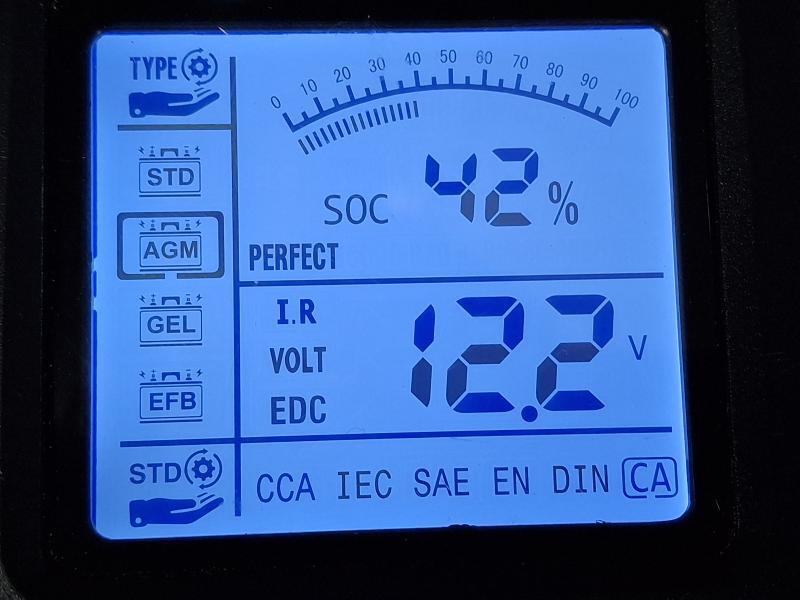 TYPE
STD
AGM
GEL
EFB
STD
0 10 20 30 40 50 60 70 80 90 100
SOC 42 %
PERFECT
I.R
VOLT
EDC
12.2 V
CCA IEC SAE EN DIN CA